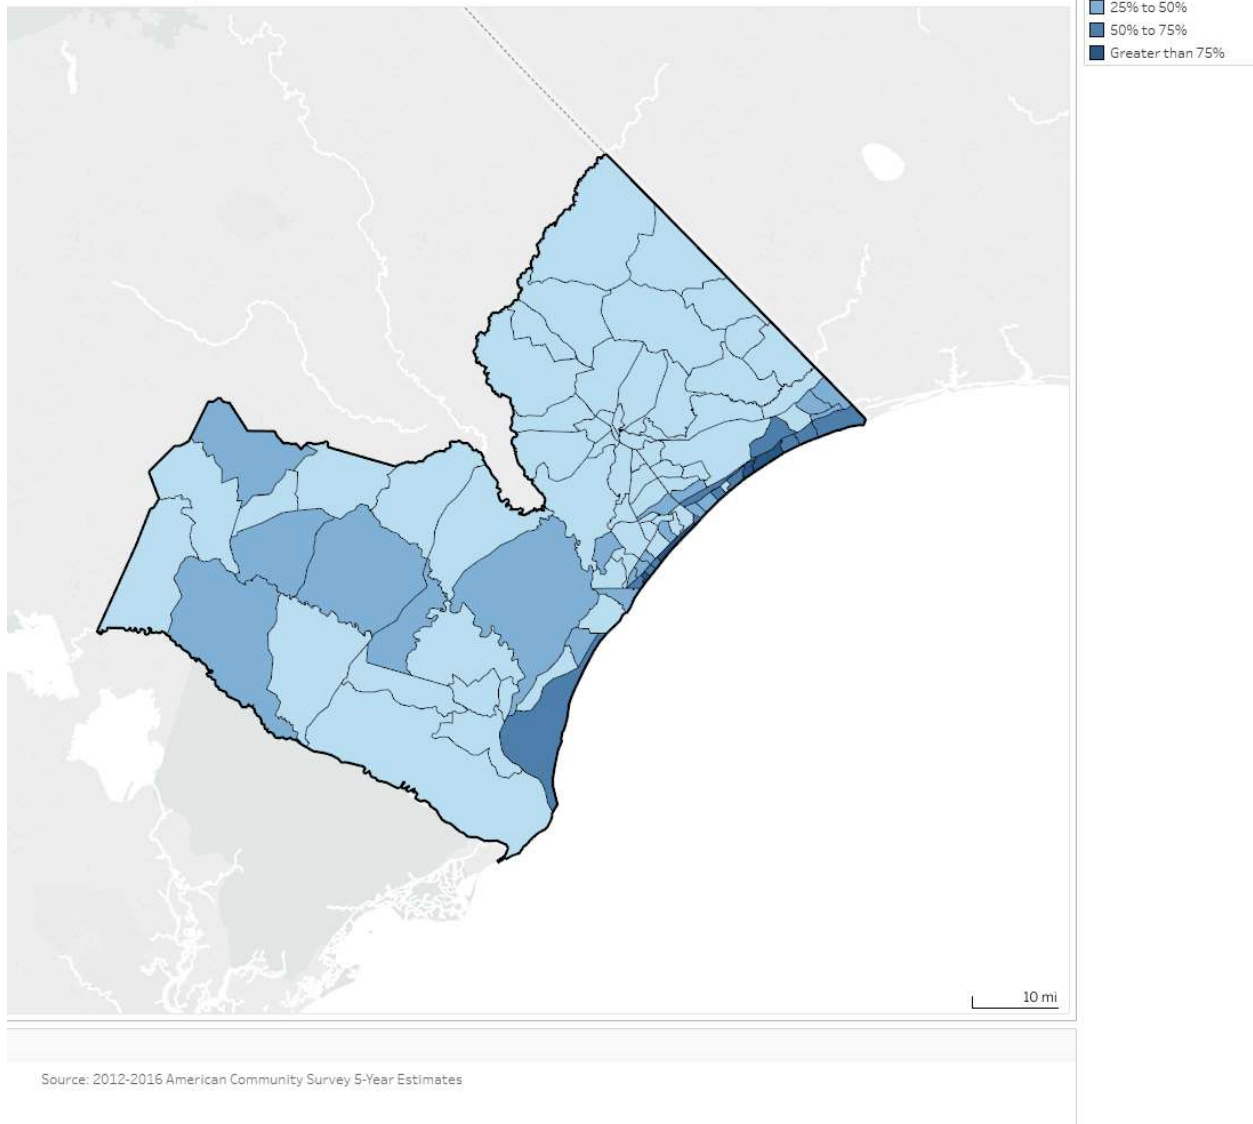 25% to 50%
50% to 75%
Greater than 75%
10 mi
Source: 2012-2016 American Community Survey 5-Year Estimates